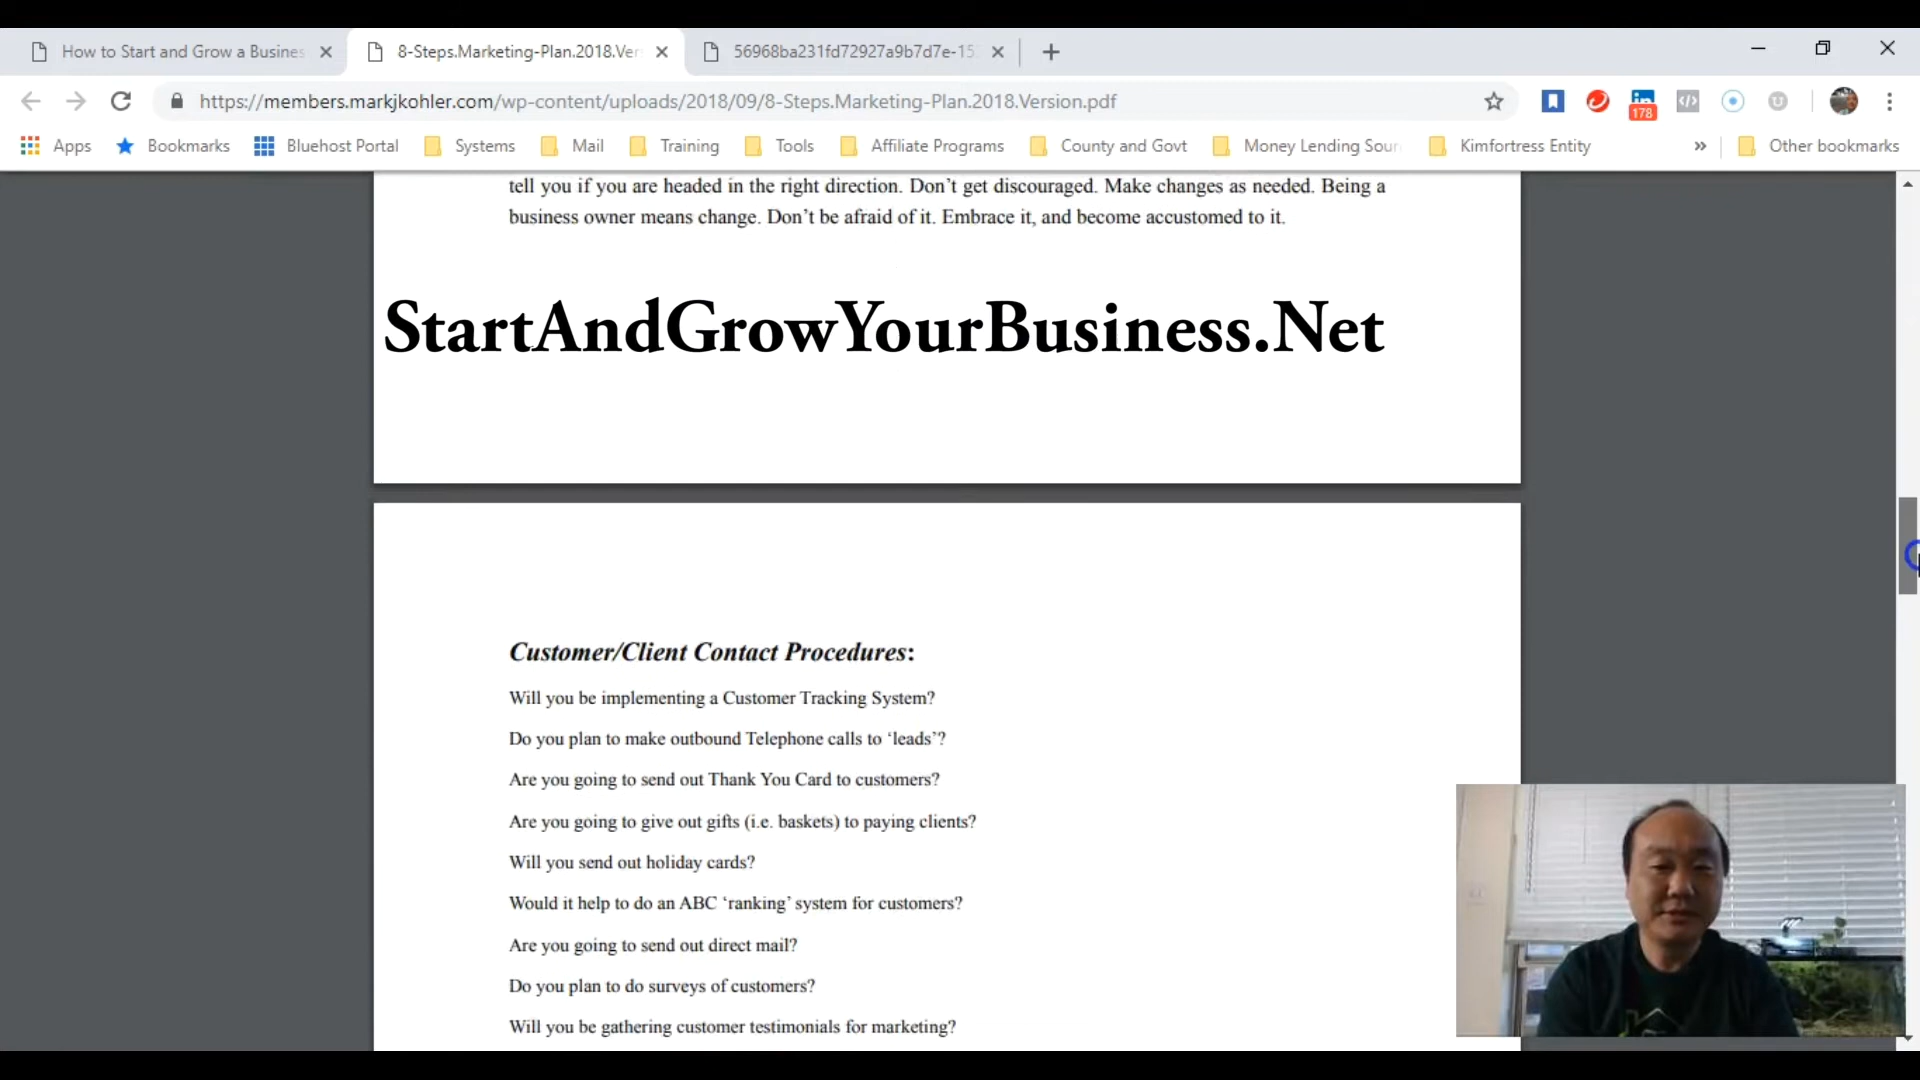 How to Start and Grow a Busines
8-Steps.Marketing-Plan.2018.Ver
56968ba231fd72927a9b7d7e-15
https://members.markjkohler.com/wp-content/uploads/2018/09/8-Steps.Marketing-Plan.2018.Version.pdf
178
Apps
Bookmarks
Bluehost Portal
Systems
Mail
Training
Tools
Affiliate Programs
County and Govt
Money Lending Sour
Kimfortress Entity
»
Other bookmarks
tell you if you are headed in the right direction. Don’t get discouraged. Make changes as needed. Being a
business owner means change. Don’t be afraid of it. Embrace it, and become accustomed to it.
StartAndGrowYourBusiness.Net
Customer/Client Contact Procedures:
Will you be implementing a Customer Tracking System?
Do you plan to make outbound Telephone calls to ‘leads’?
Are you going to send out Thank You Card to customers?
Are you going to give out gifts (i.e. baskets) to paying clients?
Will you send out holiday cards?
Would it help to do an ABC ‘ranking’ system for customers?
Are you going to send out direct mail?
Do you plan to do surveys of customers?
Will you be gathering customer testimonials for marketing?